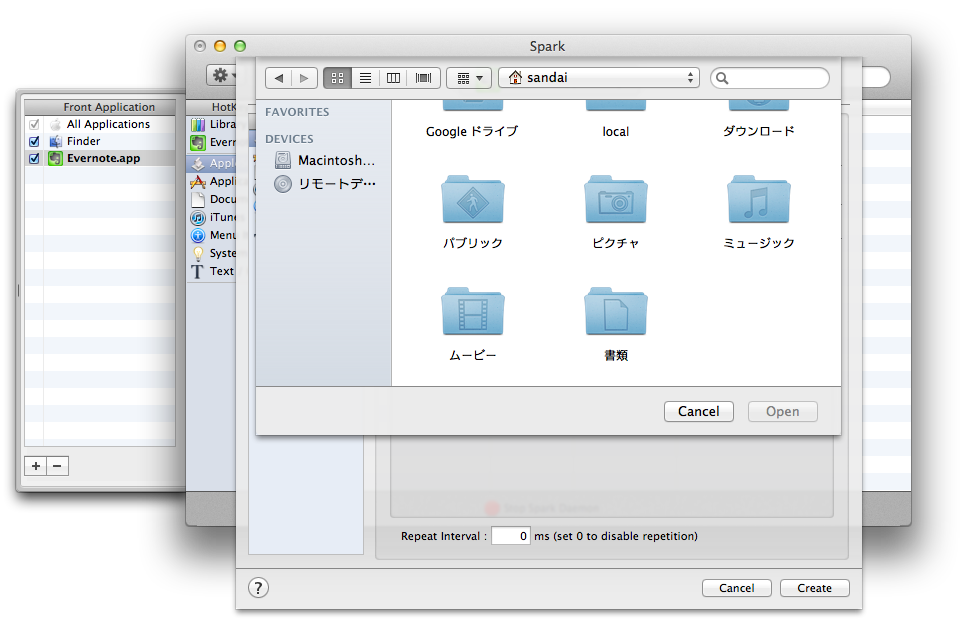 Spark
sandai
Front Application
All Applications
Finder
Evernote.app
HotK
Libra
Ever
Appl
Appli
Docu
iTune
Menu
Syste
Text
FAVORITES
DEVICES
Macintosh...
リモートデ...
Google ドライブ
local
ダウンロード
パブリック
ピクチャ
ミュージック
ムービー
書類
Cancel
Open
Repeat Interval :
0
ms (set 0 to disable repetition)
?
Cancel
Create